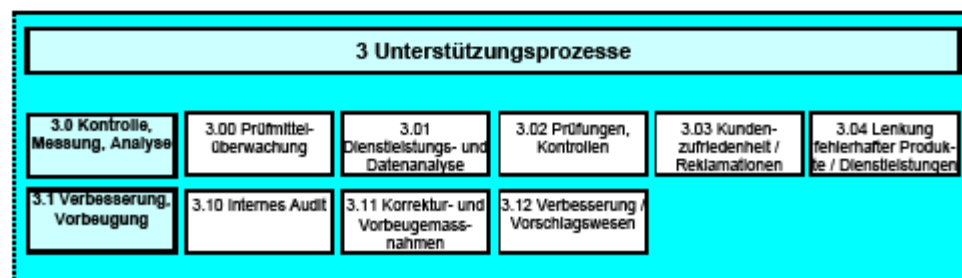 3 Unterstützungsprozesse
3.0 Kontrolle,
Messung, Analyse
3.00 Prüfmittel-
überwachung
3.01
Dienstleistungs- und
Datenanalyse
3.02 Prüfungen,
Kontrollen
3.03 Kunden-
zufriedenheit /
Reklamationen
3.04 Lenkung
fehlerhafter Produk-
te / Dienstleistungen
3.1 Verbesserung,
Vorbeugung
3.10 Internes Audit
3.11 Korrektur- und
Vorbeugemass-
nahmen
3.12 Verbesserung /
Vorschlagswesen